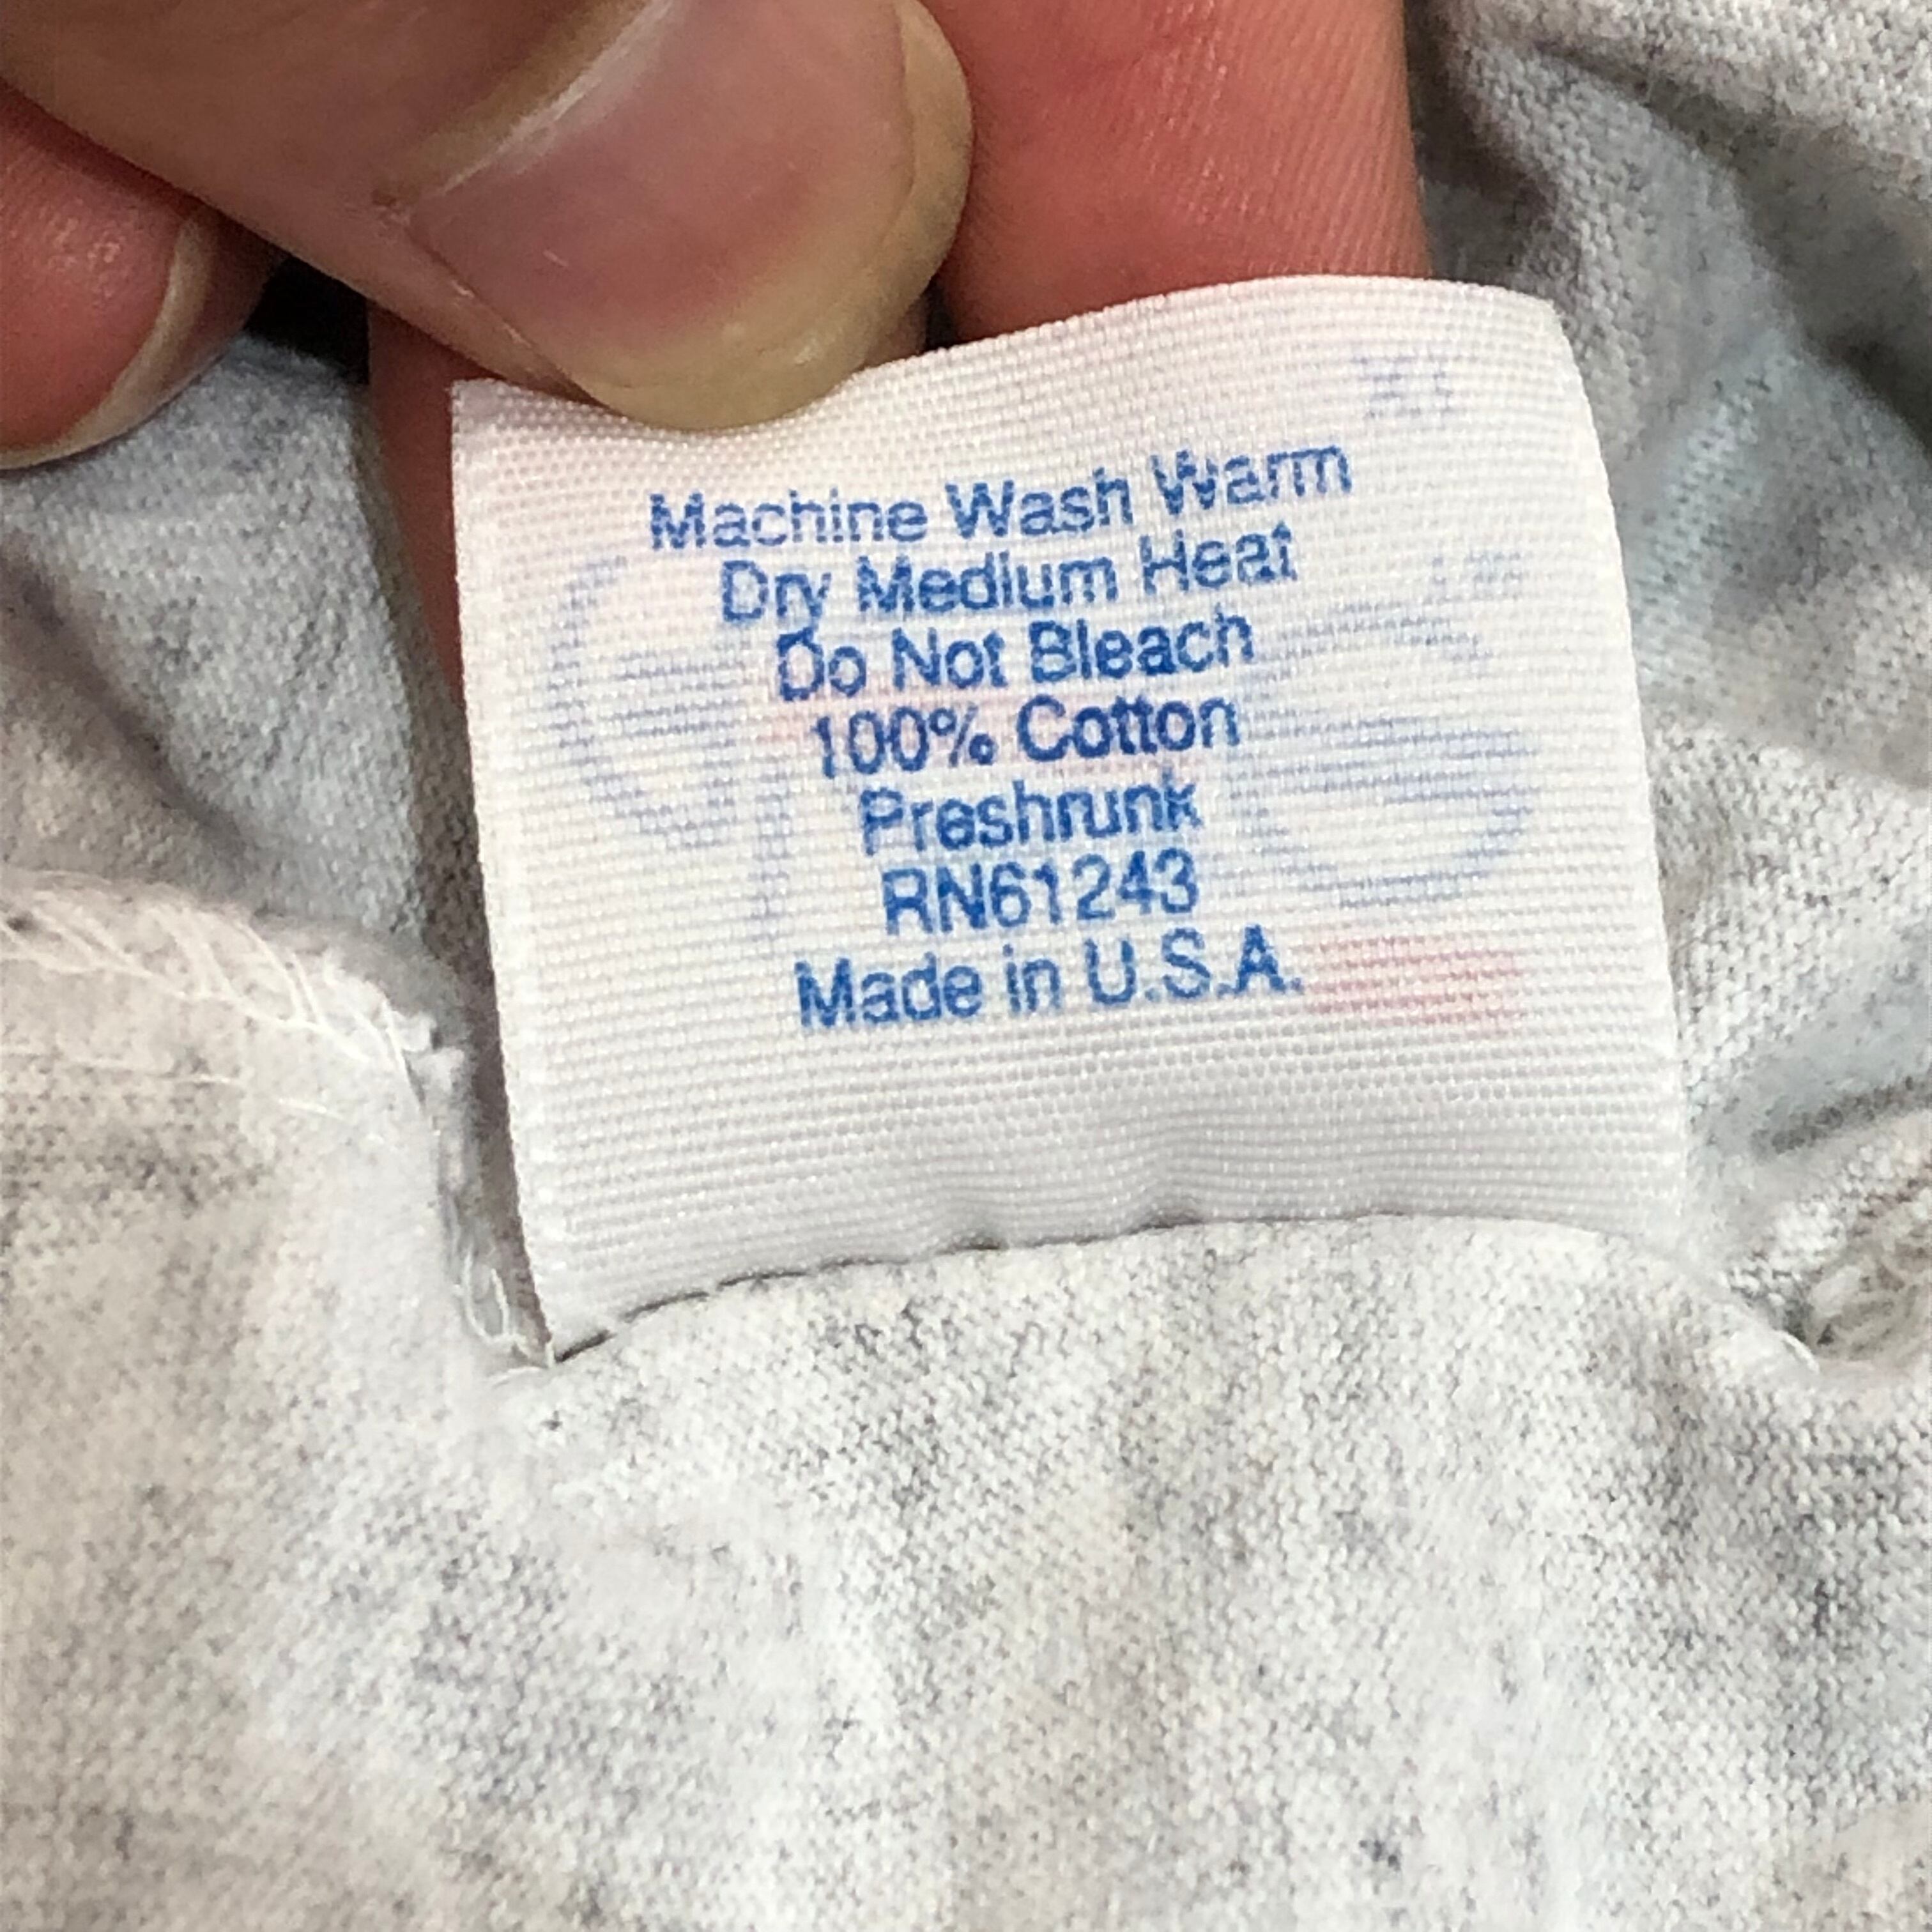 Machine Wash Warm
Dry Medium Heat
Do Not Bleach
100% Cotton
Preshrunk
RN61243
Made in U.S.A.